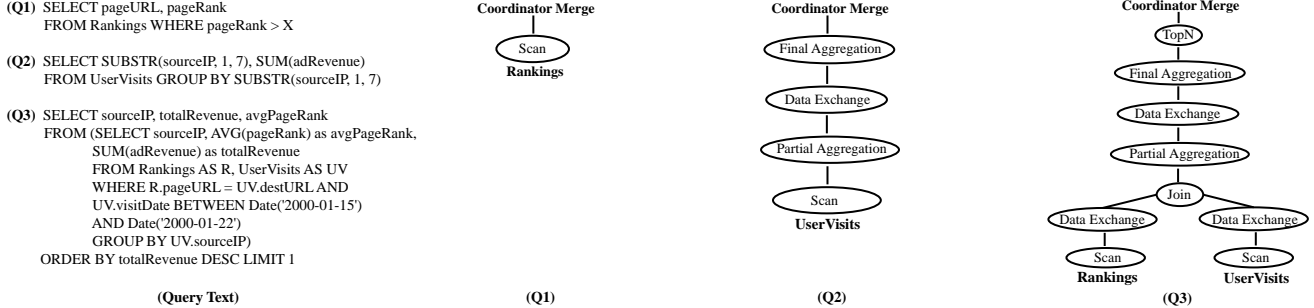 (Q1) SELECT pageURL, pageRank
FROM Rankings WHERE pageRank > X
(Q2) SELECT SUBSTR(sourceIP, 1, 7), SUM(adRevenue)
FROM UserVisits GROUP BY SUBSTR(sourceIP, 1, 7)
(Q3) SELECT sourceIP, totalRevenue, avgPageRank
FROM (SELECT sourceIP, AVG(pageRank) as avgPageRank,
SUM(adRevenue) as totalRevenue
FROM Rankings AS R, UserVisits AS UV
WHERE R.pageURL = UV.destURL AND
UV.visitDate BETWEEN Date('2000-01-15')
AND Date('2000-01-22')
GROUP BY UV.sourceIP)
ORDER BY totalRevenue DESC LIMIT 1
(Query Text)
Coordinator Merge
Scan
Rankings
(Q1)
Coordinator Merge
Final Aggregation
Data Exchange
Partial Aggregation
Scan
UserVisits
(Q2)
Coordinator Merge
TopN
Final Aggregation
Data Exchange
Partial Aggregation
Join
Data Exchange Data Exchange
Scan Scan
Rankings UserVisits
(Q3)